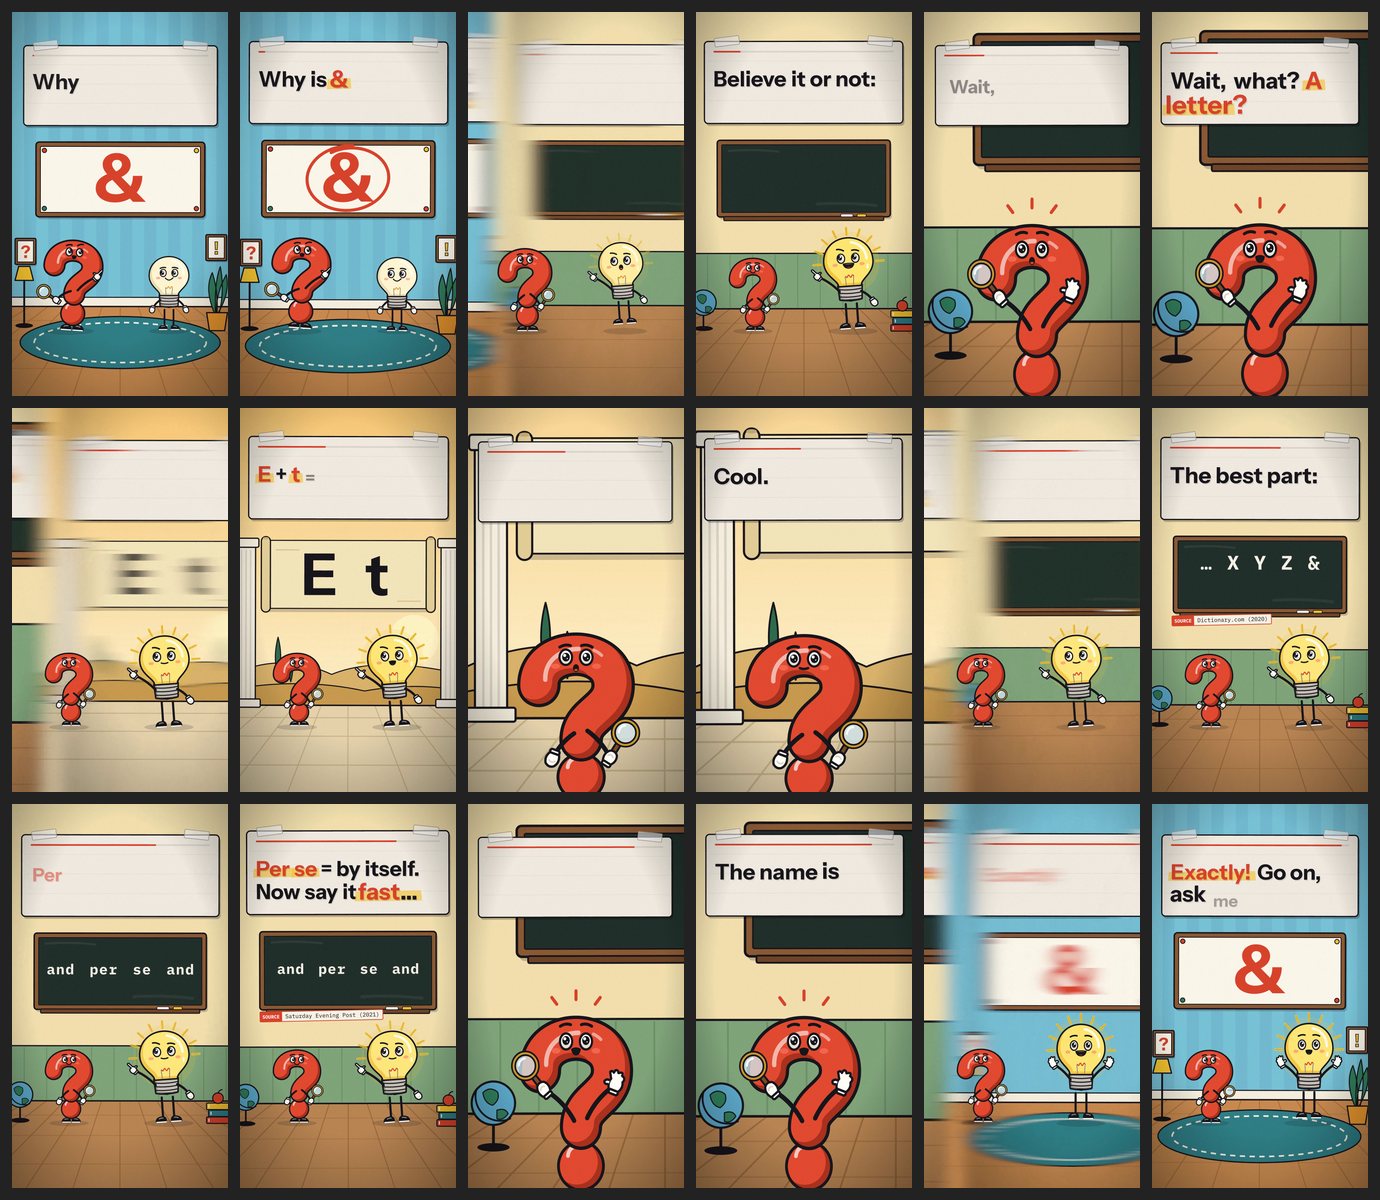 Why
&
?
!
Why is &
&
?
!
Believe it or not:
Wait,
Wait, what? A
letter?
E t
E + t =
E t
Cool.
The best part:
… X Y Z &
SOURCE Dictionary.com (2020)
Per
and per se and
Per se = by itself.
Now say it fast...
and per se and
SOURCE Saturday Evening Post (2021)
The name is
&
Exactly! Go on,
ask me
&
?
!